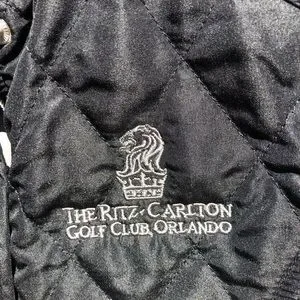 THE RITZ-CARLTON
GOLF CLUB, ORLANDO